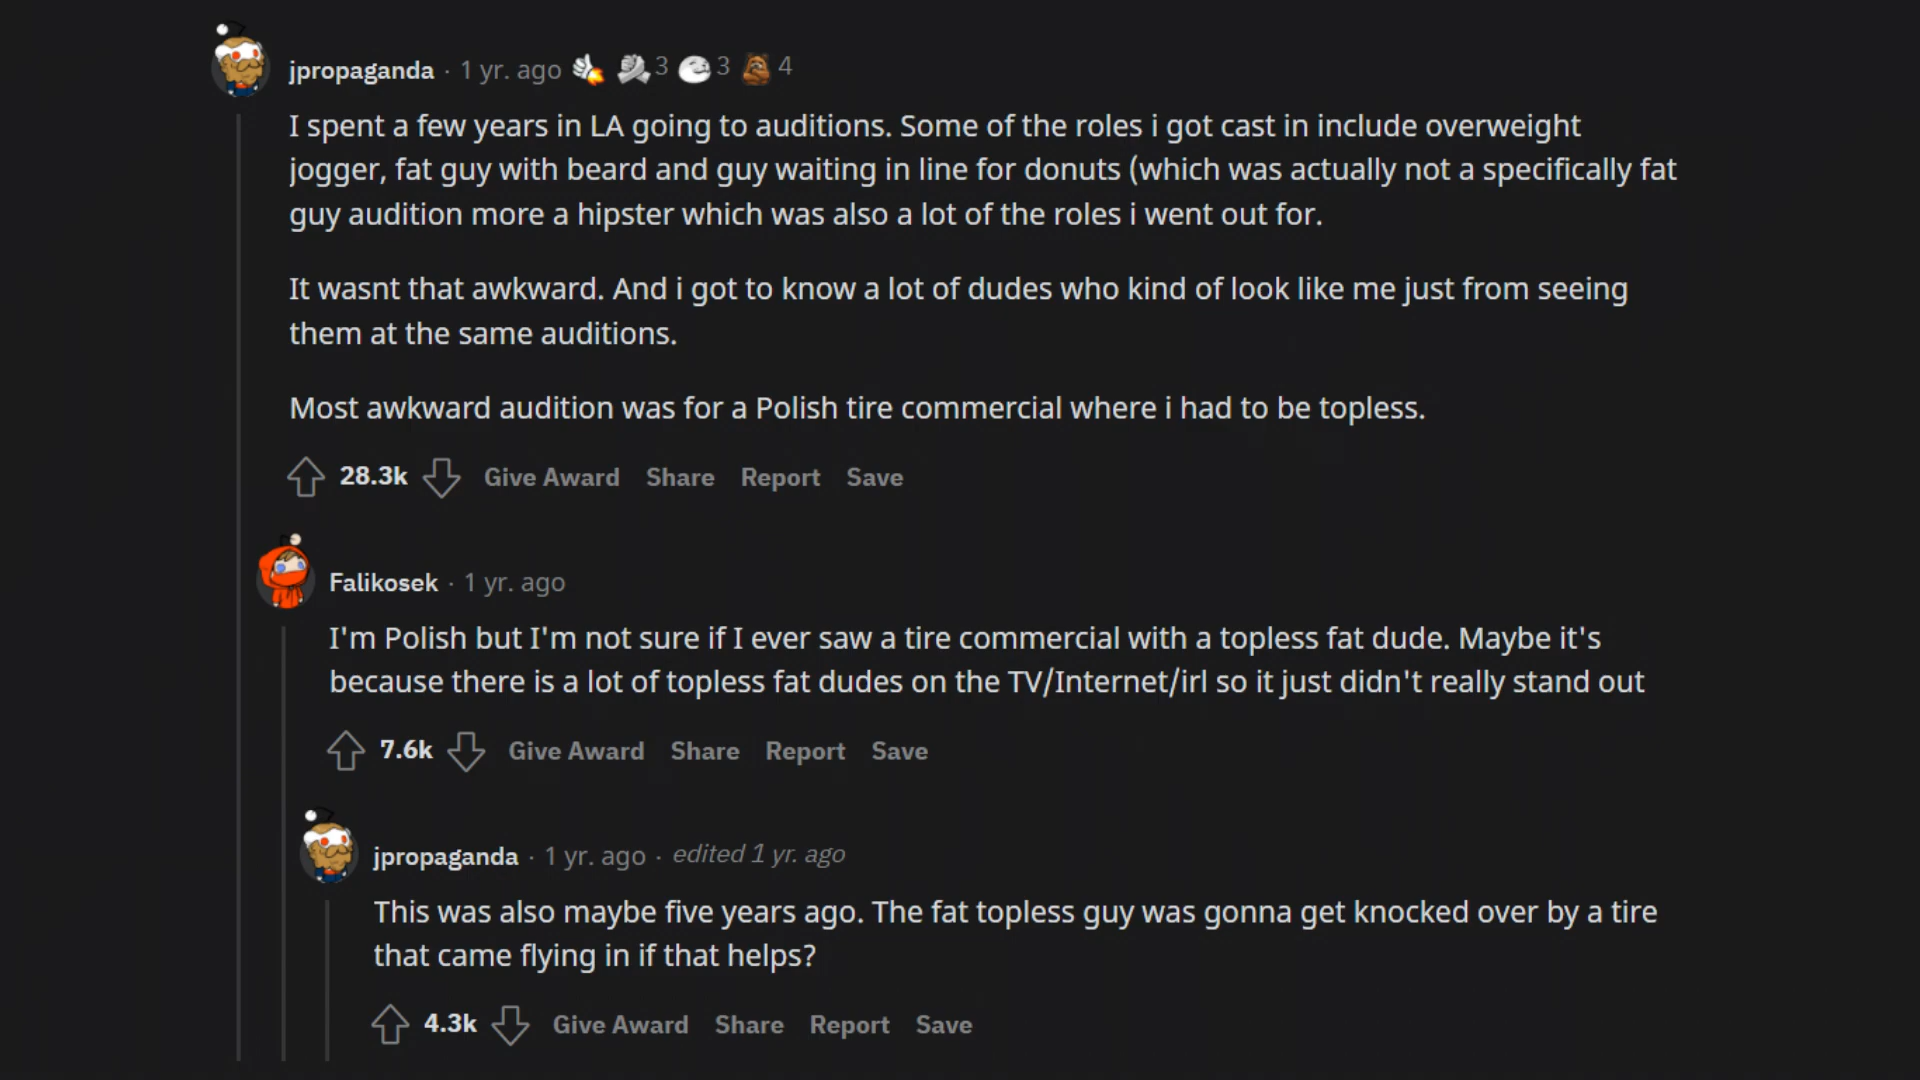 jpropaganda · 1 yr. ago 3 3 4
I spent a few years in LA going to auditions. Some of the roles i got cast in include overweight
jogger, fat guy with beard and guy waiting in line for donuts (which was actually not a specifically fat
guy audition more a hipster which was also a lot of the roles i went out for.
It wasnt that awkward. And i got to know a lot of dudes who kind of look like me just from seeing
them at the same auditions.
Most awkward audition was for a Polish tire commercial where i had to be topless.
28.3k Give Award Share Report Save
Falikosek · 1 yr. ago
I'm Polish but I'm not sure if I ever saw a tire commercial with a topless fat dude. Maybe it's
because there is a lot of topless fat dudes on the TV/Internet/irl so it just didn't really stand out
7.6k Give Award Share Report Save
jpropaganda · 1 yr. ago · edited 1 yr. ago
This was also maybe five years ago. The fat topless guy was gonna get knocked over by a tire
that came flying in if that helps?
4.3k Give Award Share Report Save